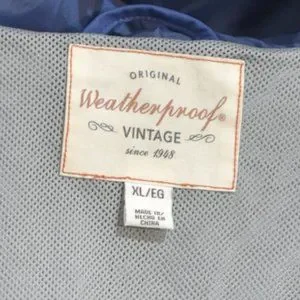 ORIGINAL
Weatherproof®
VINTAGE
since 1948
XL/EG
MADE IN/
HECHO EN
CHINA